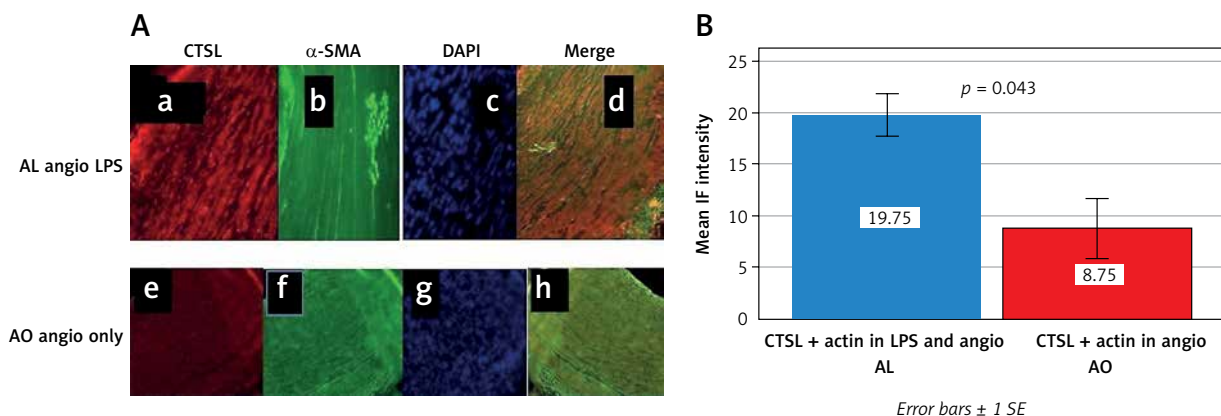 A
CTSL α-SMA DAPI Merge
AL angio LPS
a b c d
AO angio only
e f g h
B
Mean IF intensity
25
20
15
10
5
0
p = 0.043
19.75
8.75
CTSL + actin in LPS and angio
AL
CTSL + actin in angio
AO
Error bars ± 1 SE